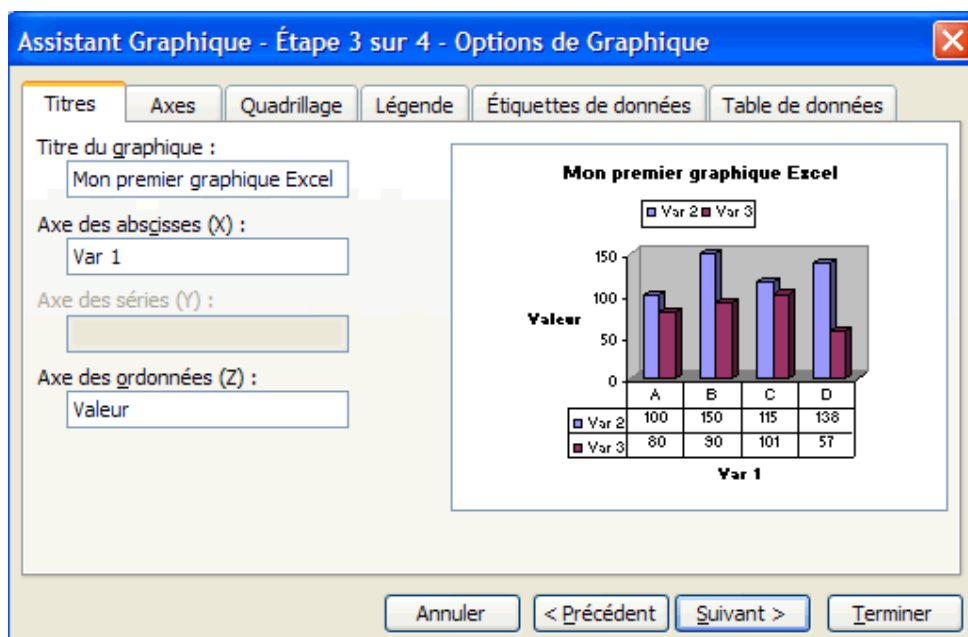 Assistant Graphique - Étape 3 sur 4 - Options de Graphique
Titres Axes Quadrillage Légende Étiquettes de données Table de données
Titre du graphique :
Mon premier graphique Excel
Axe des abscisses (X) :
Var 1
Axe des séries (Y) :
Axe des ordonnées (Z) :
Valeur
Mon premier graphique Excel
Var 2 Var 3
150
100
50
0
Valeur
A B C D
Var 2 100 150 115 138
Var 3 80 90 101 57
Var 1
Annuler < Précédent Suivant > Terminer